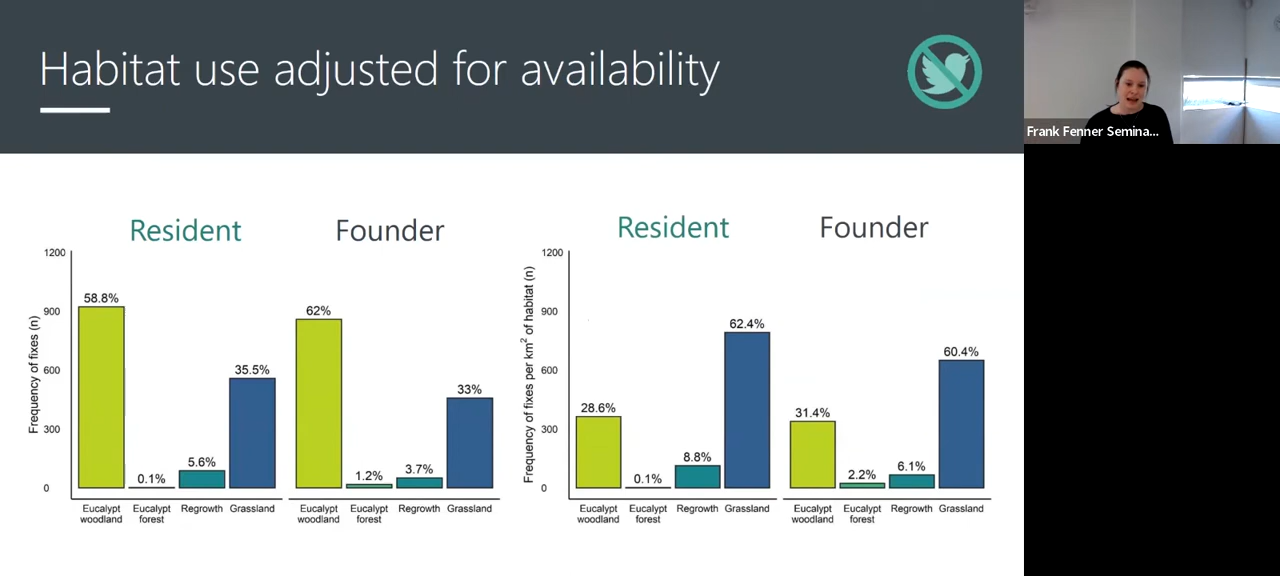 Habitat use adjusted for availability
Frank Fenner Semina...
Resident
Founder
Frequency of fixes (n)
1200
900
600
300
0
58.8%
0.1%
5.6%
35.5%
62%
1.2%
3.7%
33%
Eucalypt
woodland
Eucalypt
forest
Regrowth
Grassland
Eucalypt
woodland
Eucalypt
forest
Regrowth
Grassland
Resident
Founder
Frequency of fixes per km² of habitat (n)
1200
900
600
300
0
28.6%
0.1%
8.8%
62.4%
31.4%
2.2%
6.1%
60.4%
Eucalypt
woodland
Eucalypt
forest
Regrowth
Grassland
Eucalypt
woodland
Eucalypt
forest
Regrowth
Grassland